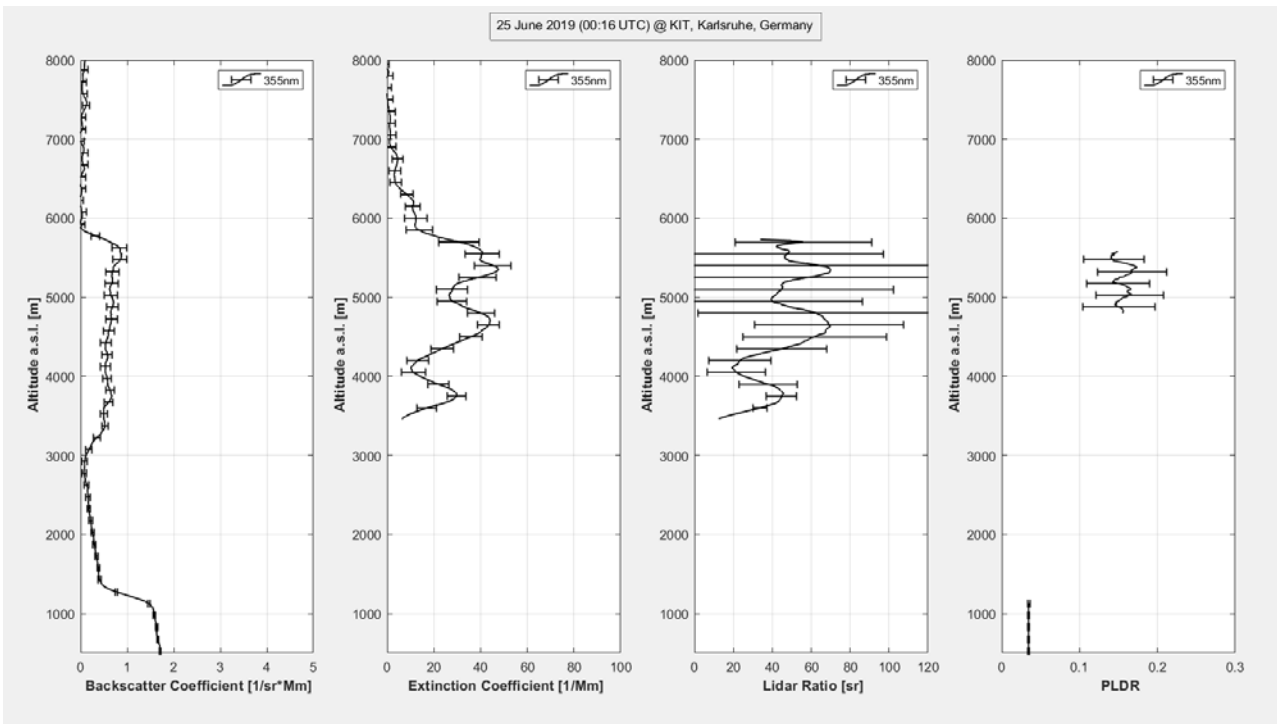 25 June 2019 (00:16 UTC) @ KIT, Karlsruhe, Germany
355nm
8000
7000
6000
5000
4000
3000
2000
1000
Altitude a.s.l. [m]
0 1 2 3 4 5
Backscatter Coefficient [1/sr*Mm]
355nm
8000
7000
6000
5000
4000
3000
2000
1000
Altitude a.s.l. [m]
0 20 40 60 80 100
Extinction Coefficient [1/Mm]
355nm
8000
7000
6000
5000
4000
3000
2000
1000
Altitude a.s.l. [m]
0 20 40 60 80 100 120
Lidar Ratio [sr]
355nm
8000
7000
6000
5000
4000
3000
2000
1000
Altitude a.s.l. [m]
0 0.1 0.2 0.3
PLDR